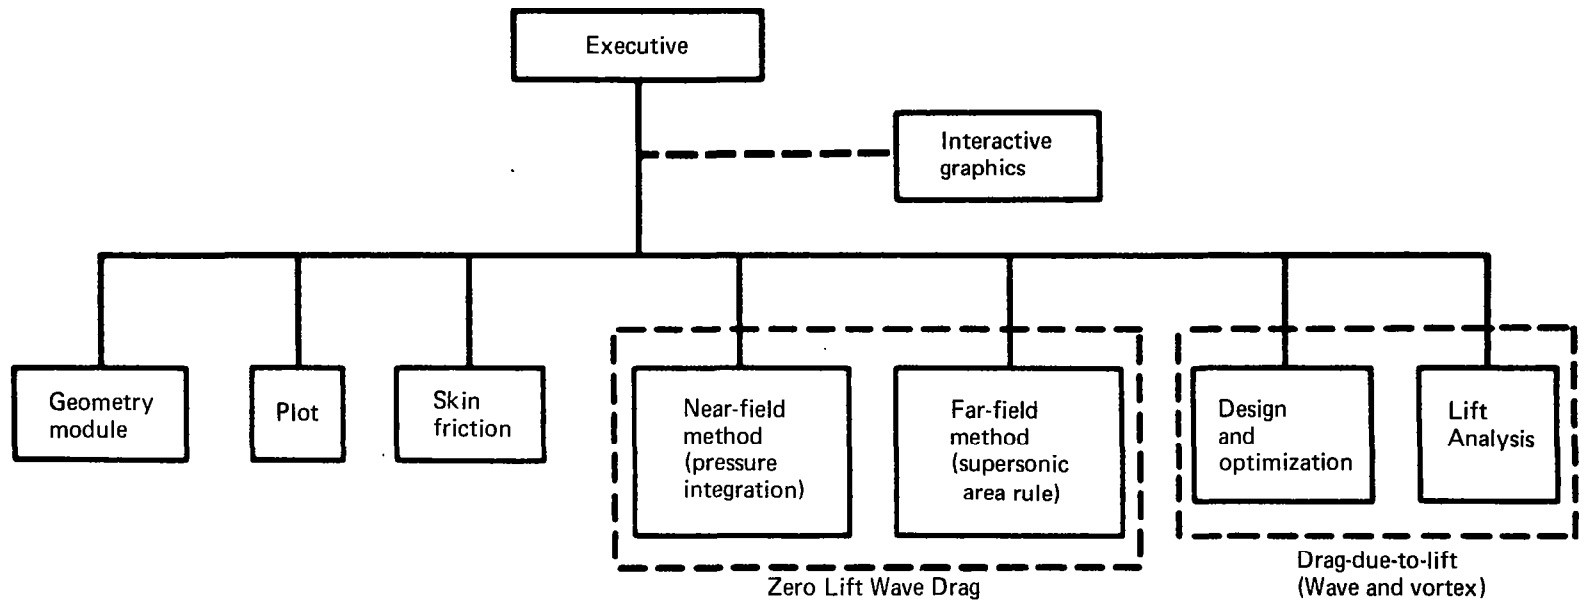 Executive
Interactive
graphics
Geometry
module
Plot
Skin
friction
Near-field
method
(pressure
integration)
Far-field
method
(supersonic
area rule)
Design
and
optimization
Lift
Analysis
Zero Lift Wave Drag
Drag-due-to-lift
(Wave and vortex)